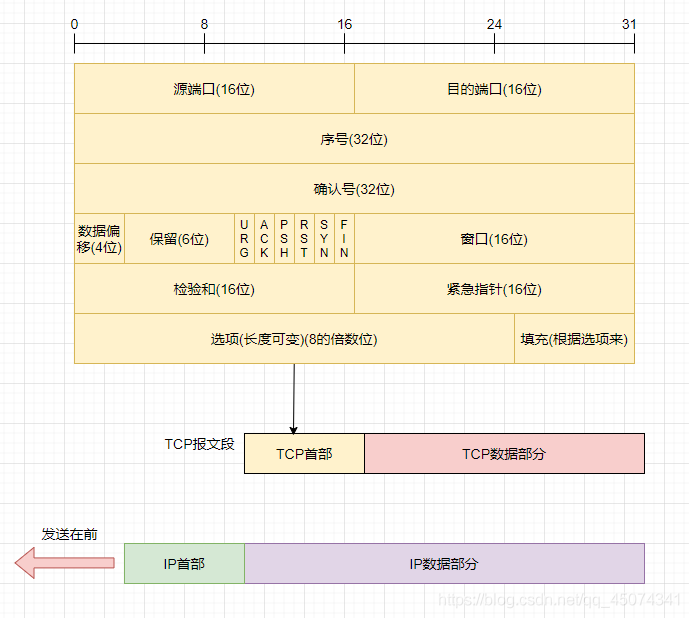 0 8 16 24 31
源端口(16位) 目的端口(16位)
序号(32位)
确认号(32位)
数据偏移(4位) 保留(6位) URG ACK PSH RST SYN FIN 窗口(16位)
检验和(16位) 紧急指针(16位)
选项(长度可变)(8的倍数位) 填充(根据选项来)
TCP报文段 TCP首部 TCP数据部分
发送在前
IP首部 IP数据部分
https://blog.csdn.net/qq_45074341